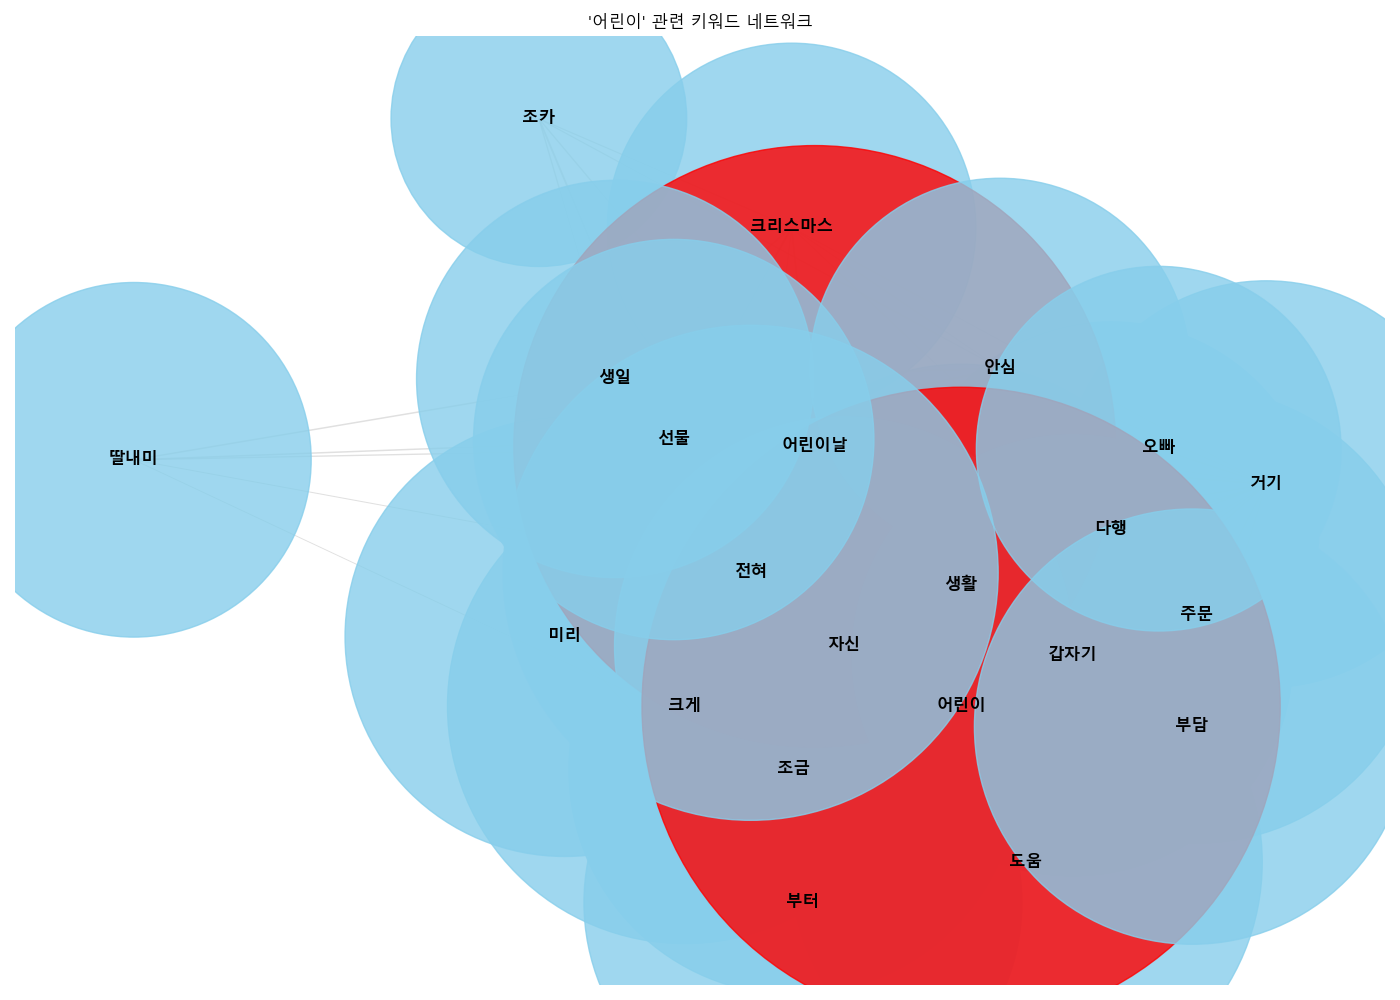 '어린이' 관련 키워드 네트워크
조카
크리스마스
안심
생일
선물
어린이날
오빠
딸내미
거기
다행
전혀
생활
주문
미리
자신
갑자기
크게
어린이
부담
조금
도움
부터